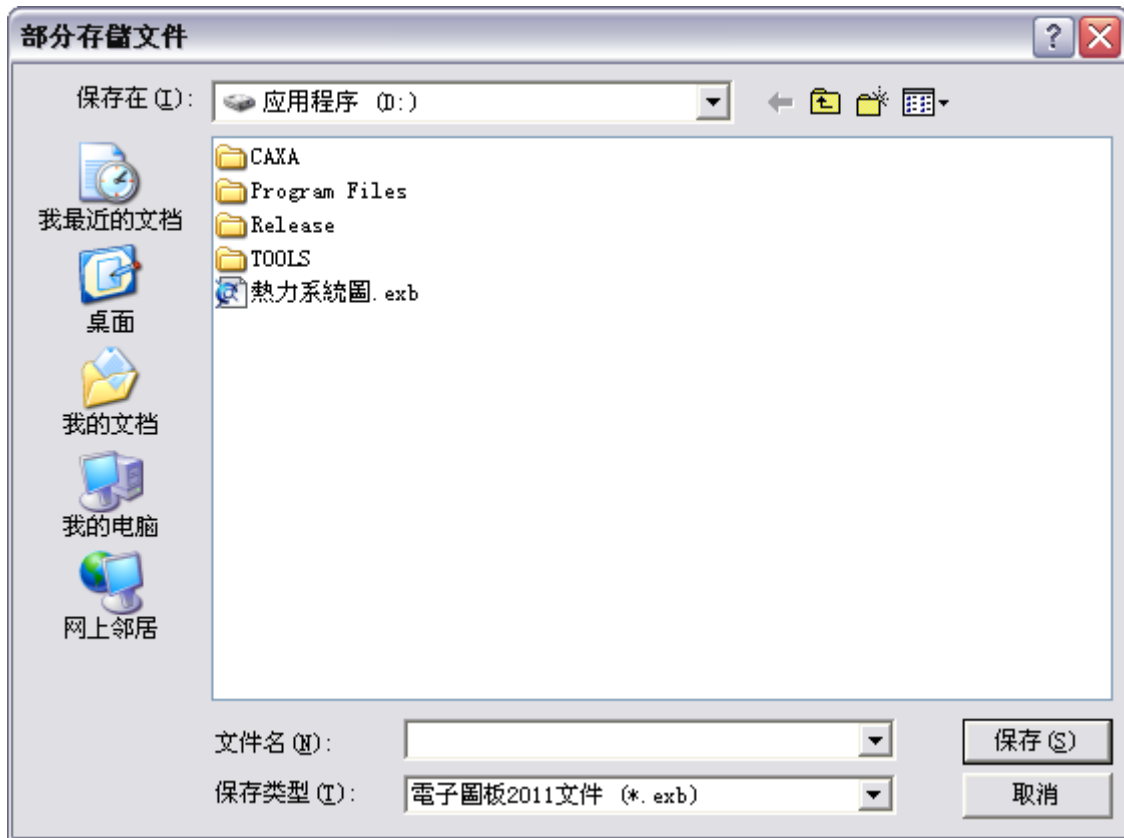 部分存儲文件
保存在(I):
应用程序 (D:)
我最近的文档
桌面
我的文档
我的电脑
网上邻居
CAXA
Program Files
Release
TOOLS
熱力系統圖.exb
文件名(N):
保存(S)
保存类型(T):
電子圖板2011文件 (*.exb)
取消